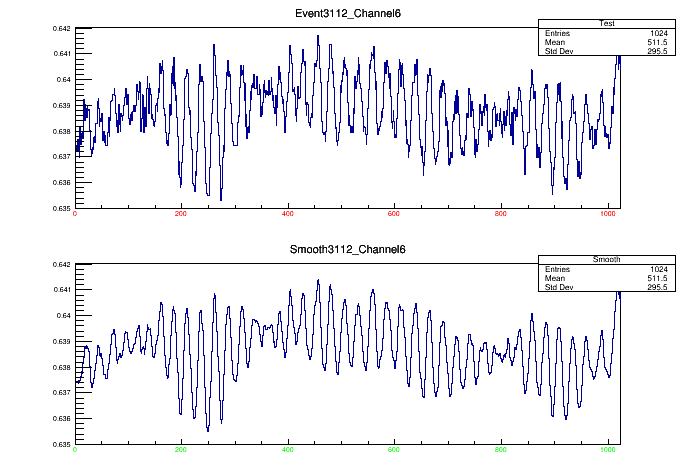 Event3112_Channel6
Test
Entries 1024
Mean 511.5
Std Dev 295.5
0.642
0.641
0.64
0.639
0.638
0.637
0.636
0.635
0 200 400 600 800 1000
Smooth3112_Channel6
Smooth
Entries 1024
Mean 511.5
Std Dev 295.5
0.642
0.641
0.64
0.639
0.638
0.637
0.636
0.635
0 200 400 600 800 1000